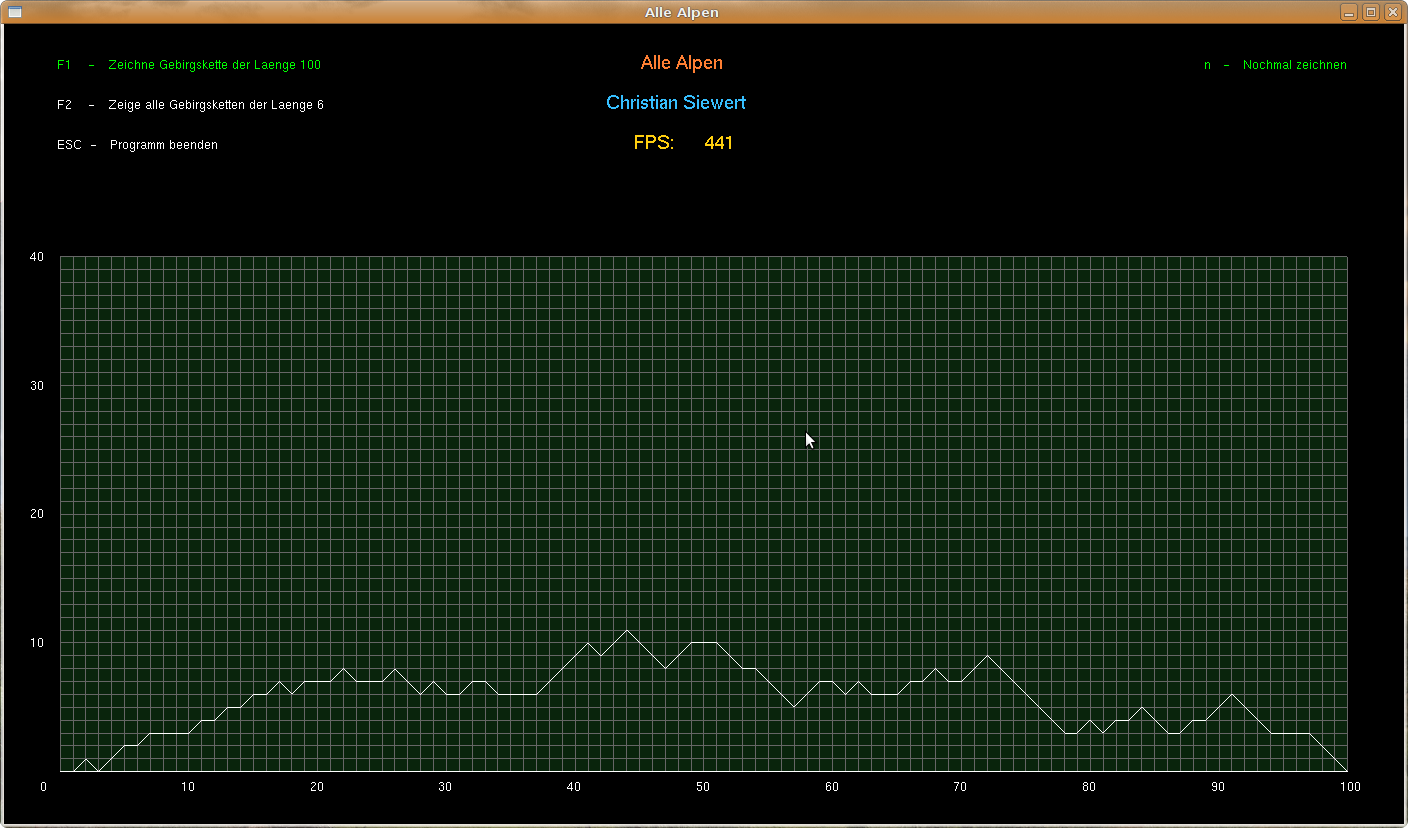 Alle Alpen
F1 - Zeichne Gebirgskette der Laenge 100
Alle Alpen
n - Nochmal zeichnen
F2 - Zeige alle Gebirgsketten der Laenge 6
Christian Siewert
ESC - Programm beenden
FPS: 441
40
30
20
10
0 10 20 30 40 50 60 70 80 90 100